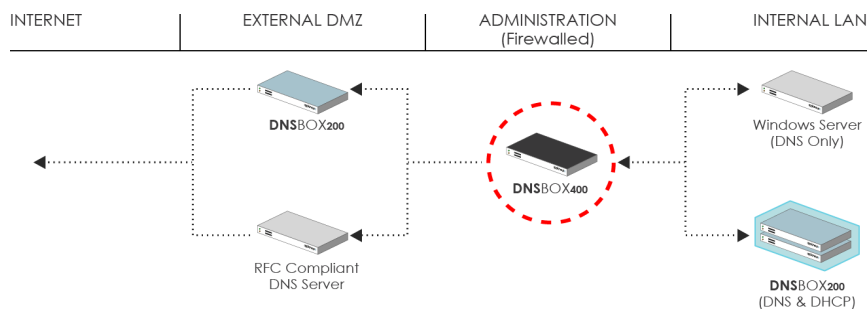 INTERNET
EXTERNAL DMZ
ADMINISTRATION
(Firewalled)
INTERNAL LAN
DNSBOX200
RFC Compliant
DNS Server
DNSBOX400
Windows Server
(DNS Only)
DNSBOX200
(DNS & DHCP)